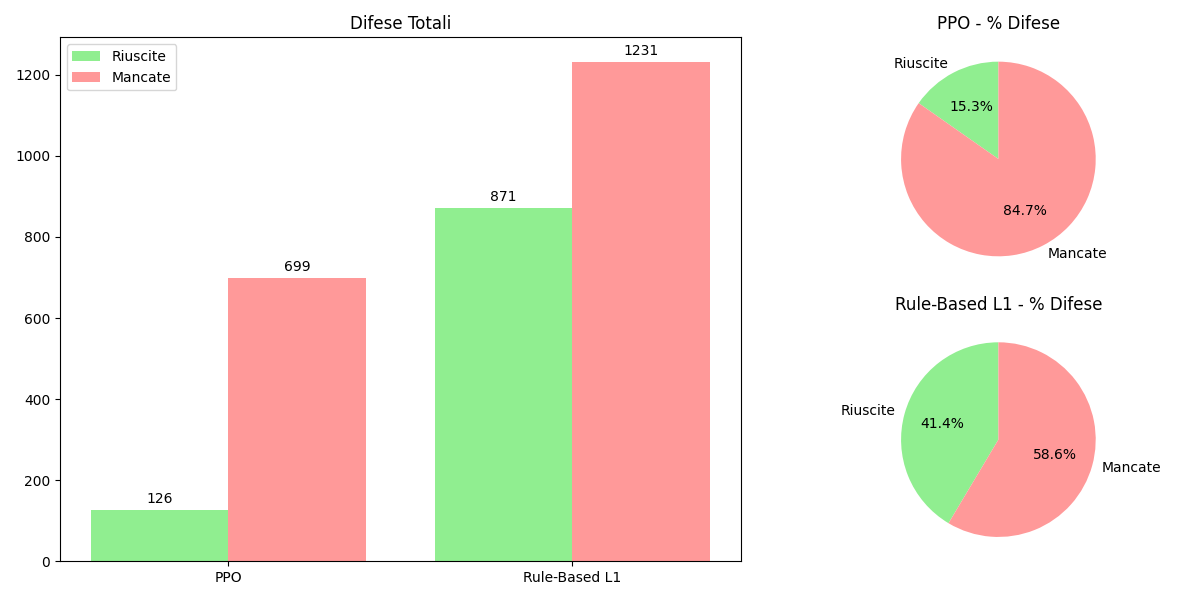 Difese Totali
Riuscite
Mancate
1200
1000
800
600
400
200
0
126
699
871
1231
PPO
Rule-Based L1
PPO - % Difese
Riuscite
15.3%
84.7%
Mancate
Rule-Based L1 - % Difese
Riuscite
41.4%
58.6%
Mancate